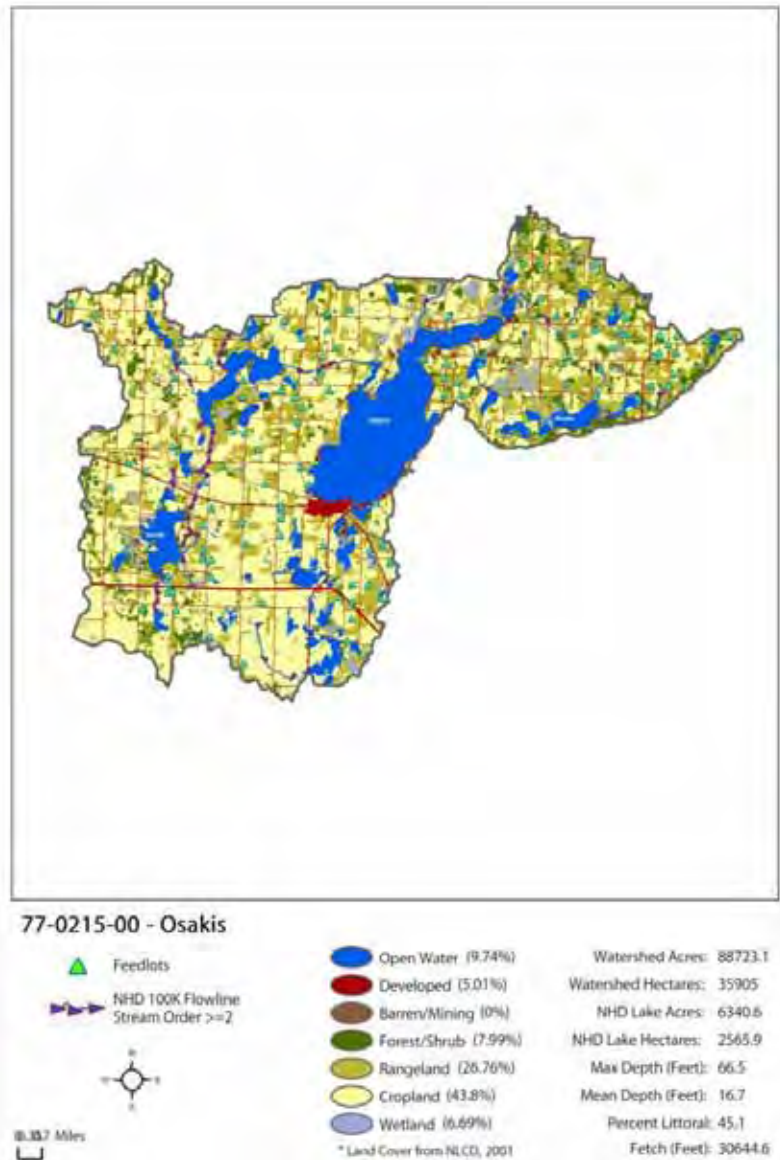 77-0215-00 - Osakis
Feedlots
NHD 100K Flowline
Stream Order >=2
Miles
Open Water (9.74%)
Developed (5.01%)
Barren/Mining (0%)
Forest/Shrub (7.99%)
Rangeland (26.76%)
Cropland (43.8%)
Wetland (6.69%)
* Land Cover from NLCD, 2001
Watershed Acres: 88723.1
Watershed Hectares: 35905
NHD Lake Acres: 6340.6
NHD Lake Hectares: 2565.9
Max Depth (Feet): 66.5
Mean Depth (Feet): 16.7
Percent Littoral: 45.1
Fetch (Feet): 30644.6